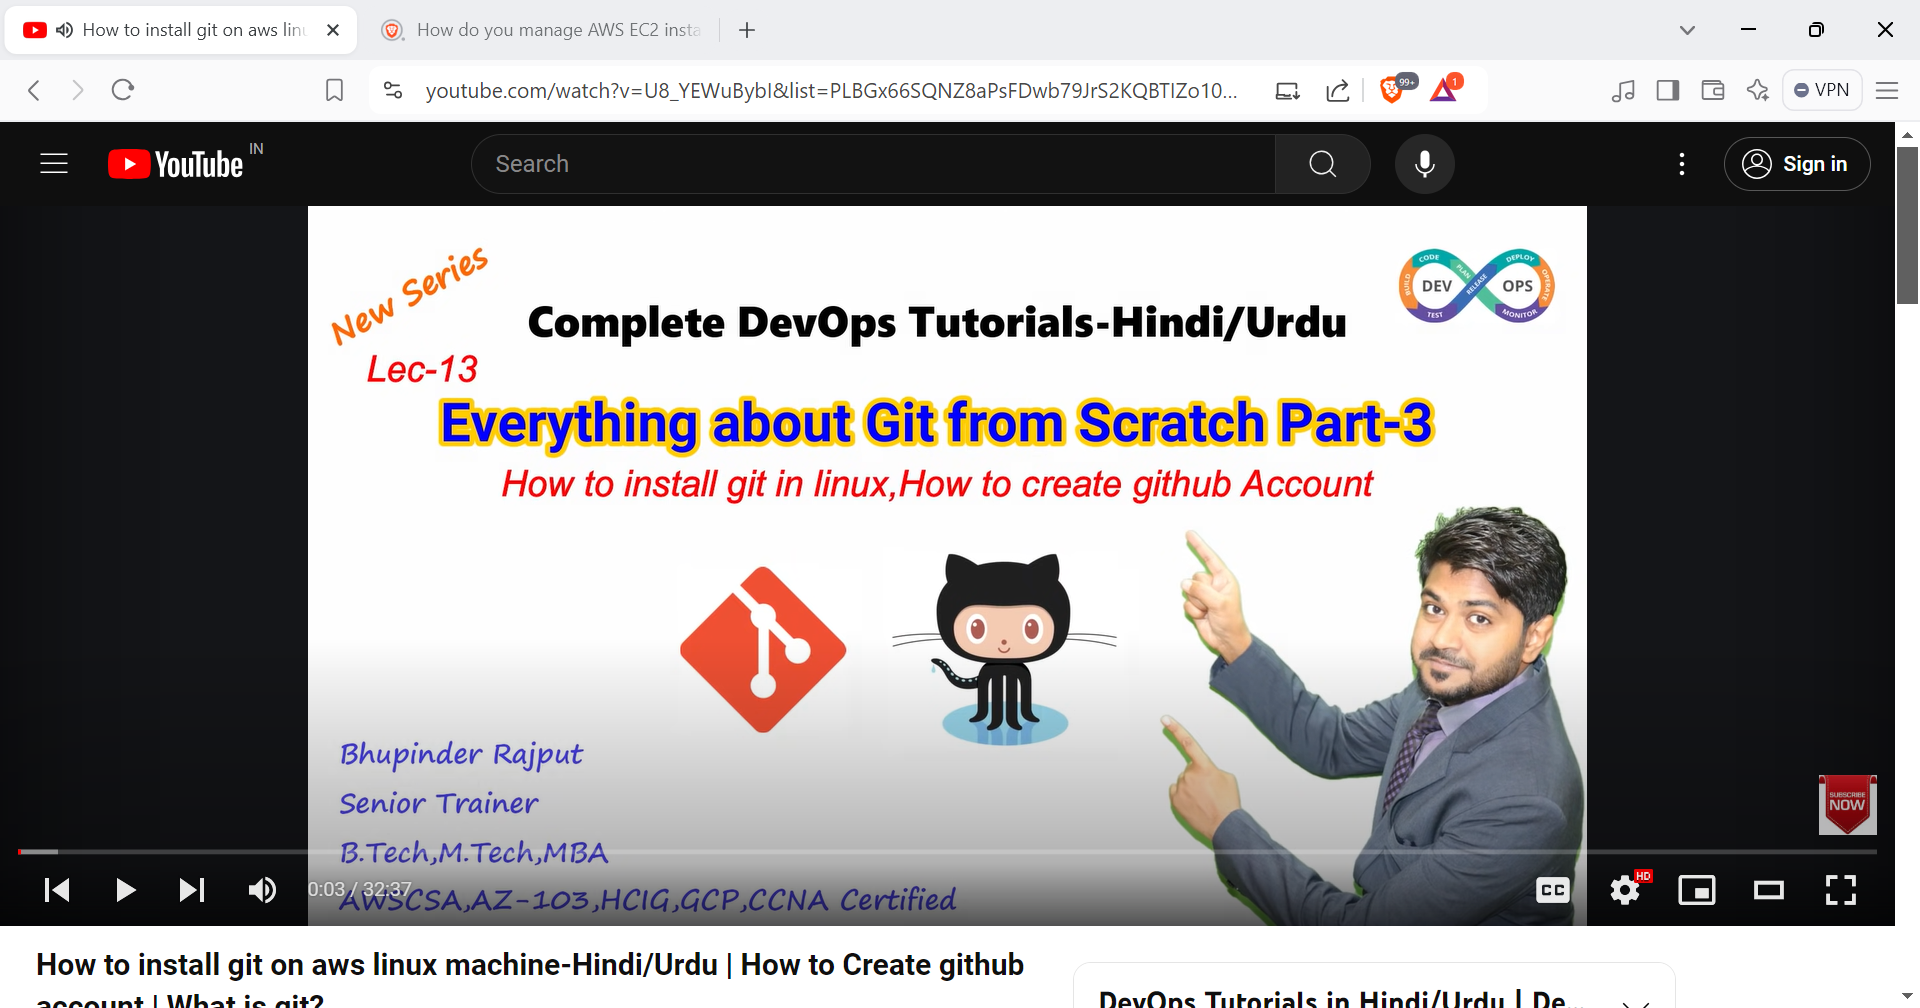 How to install git on aws linu
How do you manage AWS EC2 insta
youtube.com/watch?v=U8_YEWuBybI&list=PLBGx66SQNZ8aPsFDwb79JrS2KQBTIZo10...
99+
1
VPN
YouTube IN
Search
Sign in
New Series
Lec-13
Complete DevOps Tutorials-Hindi/Urdu
CODE
DEPLOY
BUILD
PLAN
RELEASE
OPERATE
DEV
OPS
TEST
MONITOR
Everything about Git from Scratch Part-3
How to install git in linux,How to create github Account
Bhupinder Rajput
Senior Trainer
B.Tech,M.Tech,MBA
AWSCSA,AZ-103,HCIG,GCP,CCNA Certified
SUBSCRIBE
NOW
0:03 / 32:37
CC
HD
How to install git on aws linux machine-Hindi/Urdu | How to Create github
account | What is git?
DevOps Tutorials in Hindi/Urdu | De...